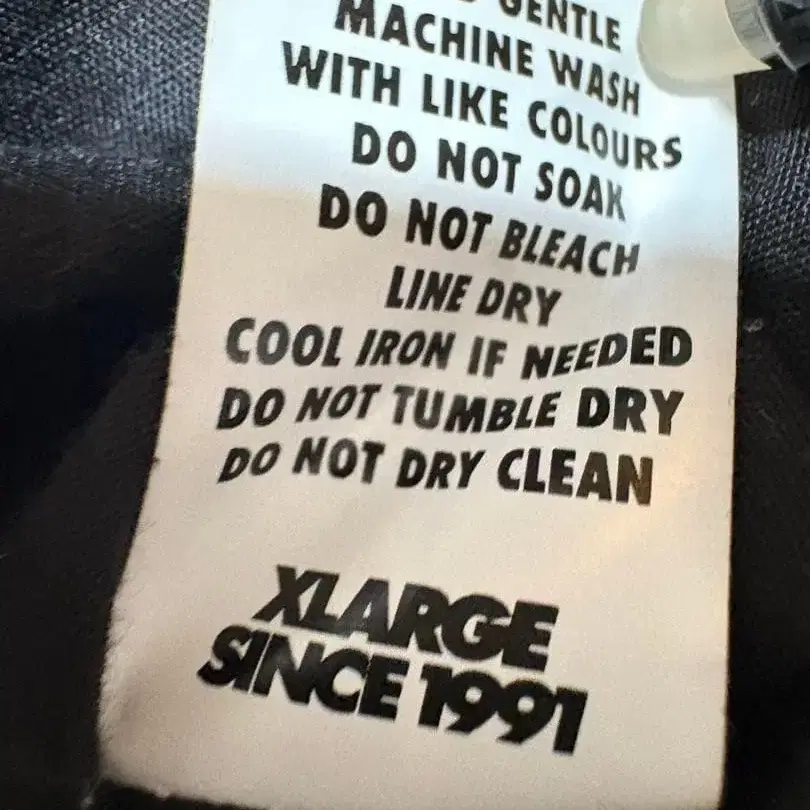 GENTLE
MACHINE WASH
WITH LIKE COLOURS
DO NOT SOAK
DO NOT BLEACH
LINE DRY
COOL IRON IF NEEDED
DO NOT TUMBLE DRY
DO NOT DRY CLEAN
XLARGE
SINCE 1991